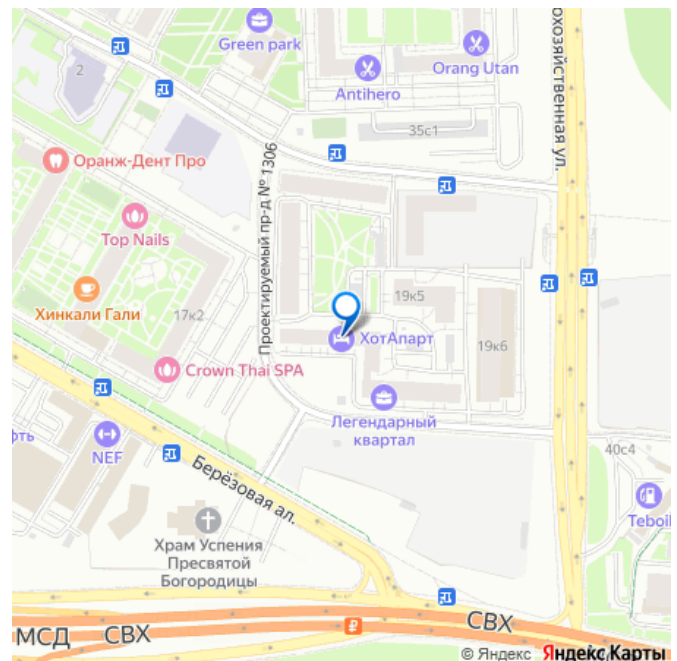 Green park
2
Orang Utan
Antihero
35с1
охозяйственная ул.
Оранж-Дент Про
Проектируемый пр-д № 1306
Top Nails
19к5
Хинкали Гали
17к2
ХотАпарт
19к6
Crown Thai SPA
Легендарный
квартал
фть
NEF
40с4
Берёзовая ал.
Teboil
Храм Успения
Пресвятой
Богородицы
МСД
СВХ
СВХ
₽
© Яндекс Яндекс Карты